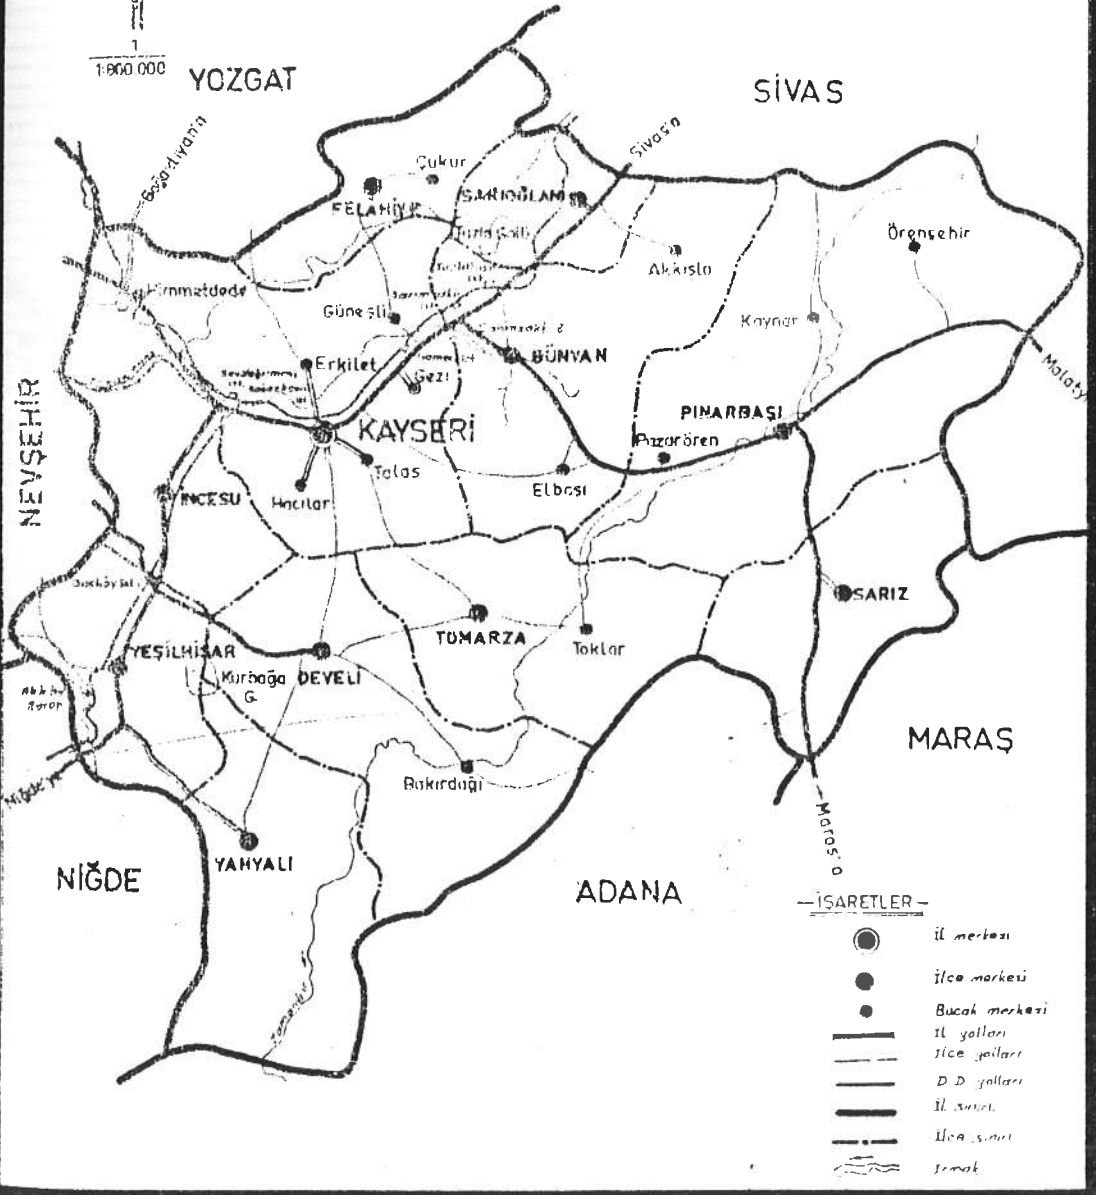 1
1:800.000
YOZGAT
SİVAS
Boğazlıyan'a
Sivas'a
Çukur
FELAHİYE
SARIOĞLAN
Tuzla Gölü
Örenşehir
Akkışla
Himmetdede
Güneşli
Kaynar
Erkilet
BÜNYAN
Gezi
Malatya
NEVŞEHİR
PINARBAŞI
KAYSERİ
Pazarören
Talas
Elbaşı
İNCESU
Hacılar
SARIZ
TOMARZA
Toklar
YEŞİLHİSAR
Kurbağa
G.
DEVELİ
MARAŞ
Bakırdağı
Niğde'ye
Maraş'a
YAHYALI
NİĞDE
ADANA
Zamantı
—İŞARETLER—
İl merkezi
İlçe merkezi
Bucak merkezi
İl yolları
İlçe yolları
D.D. yolları
İl sınırı
İlçe sınırı
Irmak